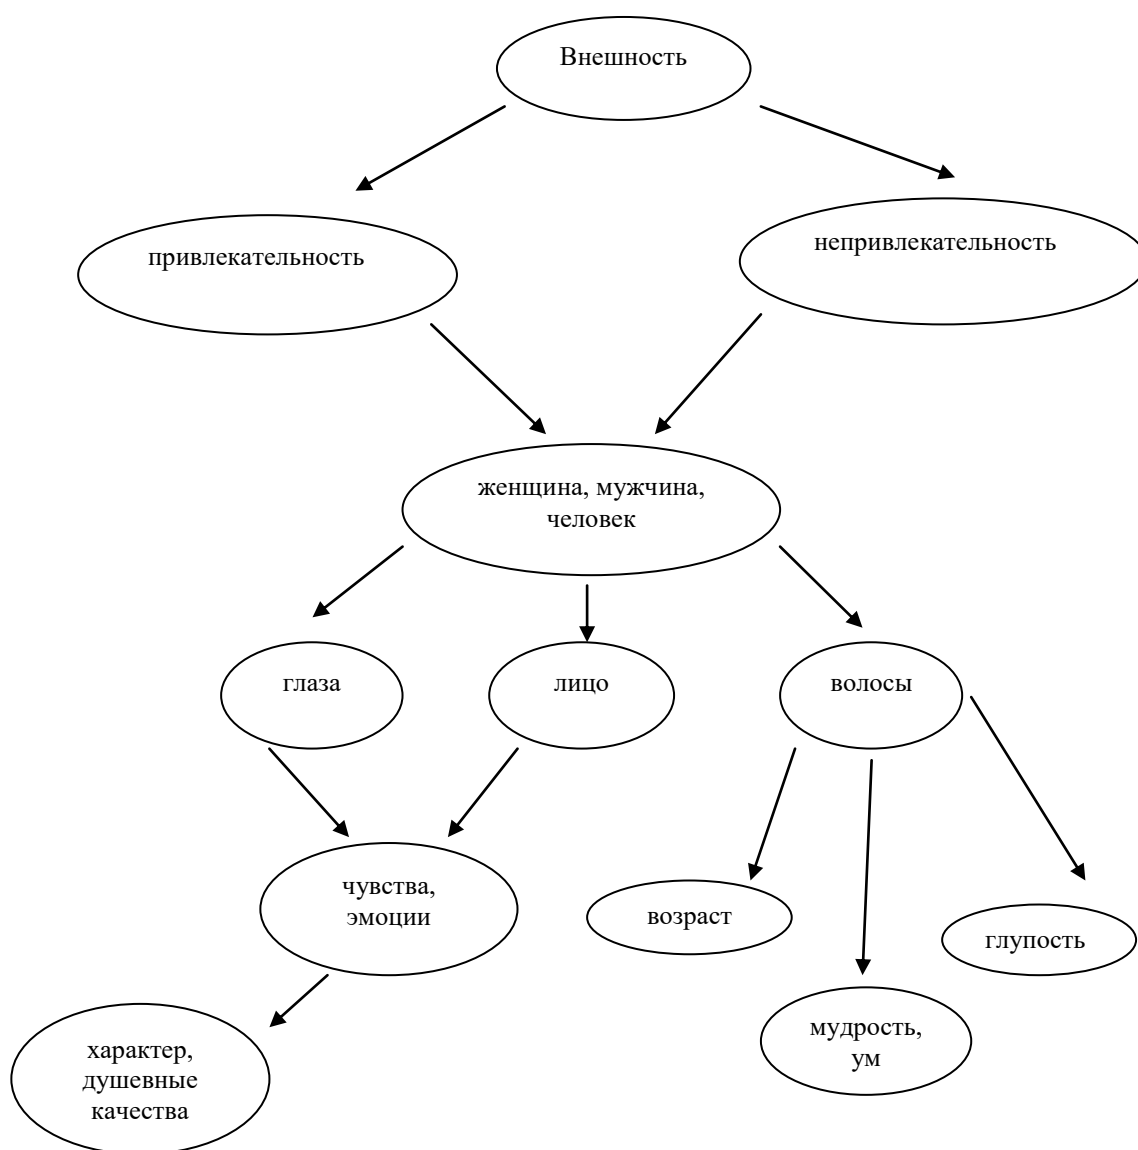 Внешность
привлекательность
непривлекательность
женщина, мужчина,
человек
глаза
лицо
волосы
чувства,
эмоции
возраст
глупость
мудрость,
ум
характер,
душевные
качества